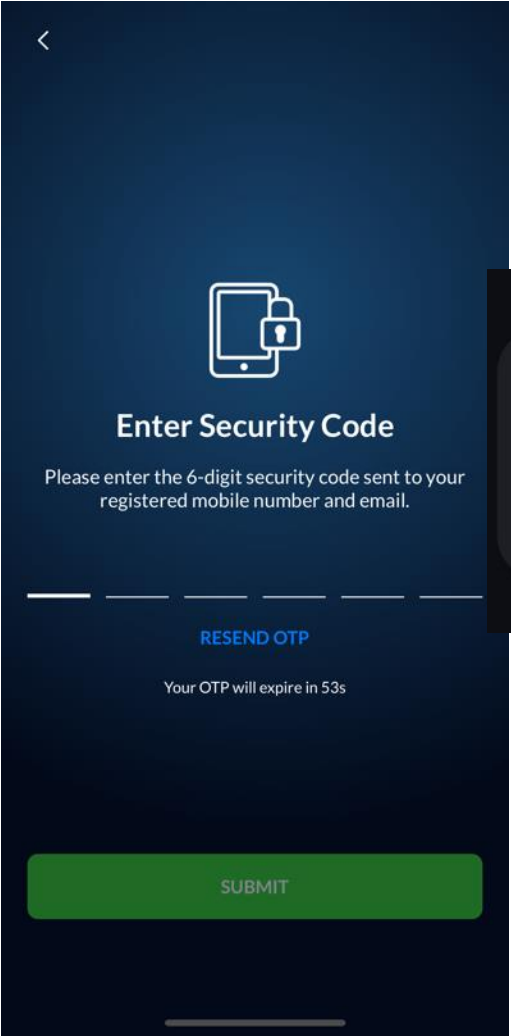 Enter Security Code
Please enter the 6-digit security code sent to your
registered mobile number and email.
RESEND OTP
Your OTP will expire in 53s
SUBMIT